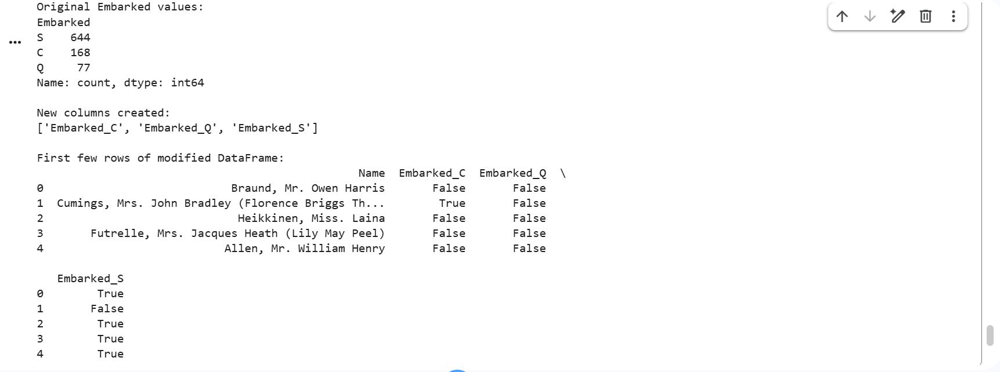 Original Embarked values:
Embarked
S    644
C    168
Q     77
Name: count, dtype: int64

New columns created:
['Embarked_C', 'Embarked_Q', 'Embarked_S']

First few rows of modified DataFrame:
                                                Name  Embarked_C  Embarked_Q  \
0                            Braund, Mr. Owen Harris       False       False
1  Cumings, Mrs. John Bradley (Florence Briggs Th...        True       False
2                             Heikkinen, Miss. Laina       False       False
3       Futrelle, Mrs. Jacques Heath (Lily May Peel)       False       False
4                           Allen, Mr. William Henry       False       False

   Embarked_S
0        True
1       False
2        True
3        True
4        True